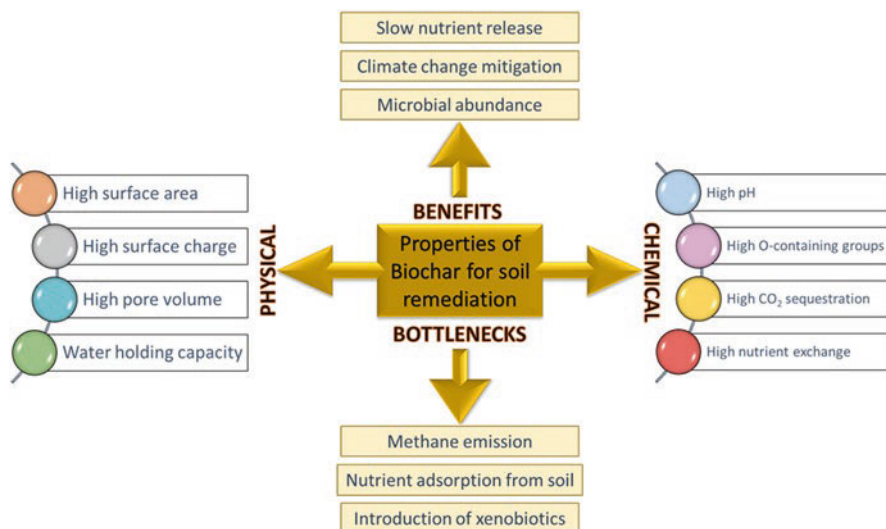 Slow nutrient release
Climate change mitigation
Microbial abundance
BENEFITS
PHYSICAL
High surface area
High surface charge
High pore volume
Water holding capacity
Properties of
Biochar for soil
remediation
CHEMICAL
High pH
High O-containing groups
High CO₂ sequestration
High nutrient exchange
BOTTLENECKS
Methane emission
Nutrient adsorption from soil
Introduction of xenobiotics